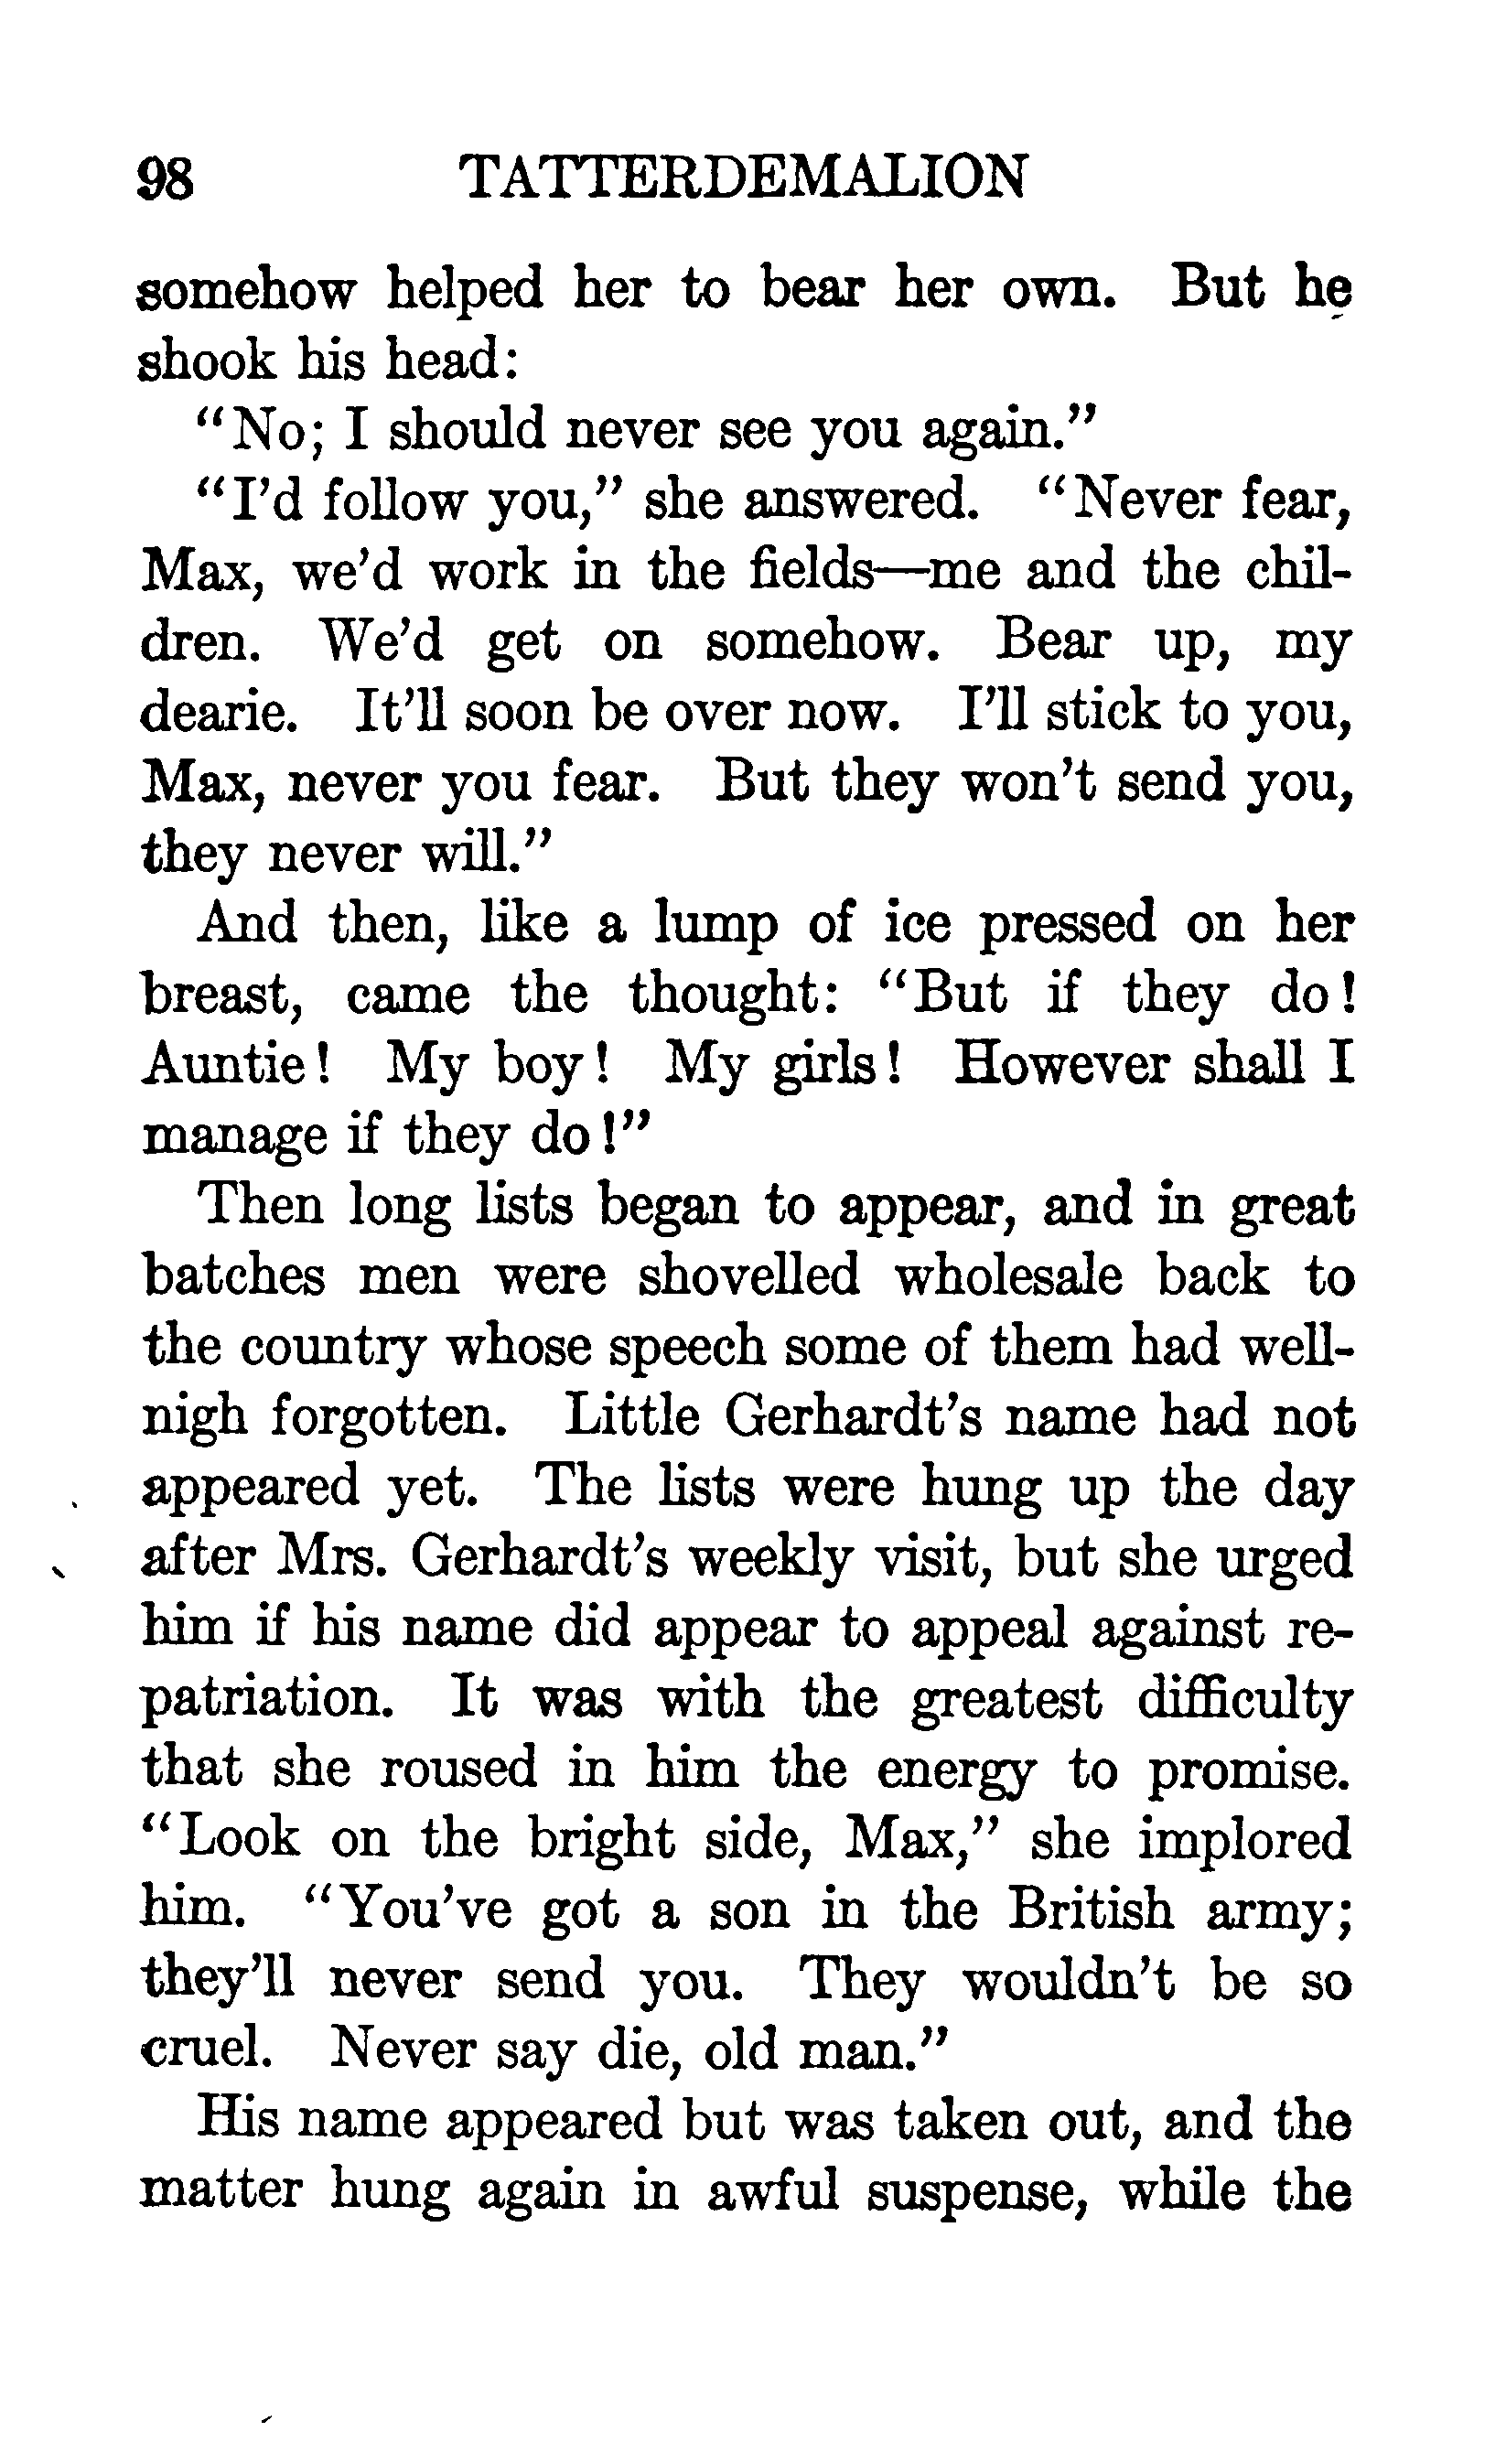 98 TATTERDEMALION
somehow helped her to bear her own. But he
shook his head:
"No; I should never see you again."
"I'd follow you," she answered. "Never fear,
Max, we'd work in the fields—me and the chil-
dren. We'd get on somehow. Bear up, my
dearie. It'll soon be over now. I'll stick to you,
Max, never you fear. But they won't send you,
they never will."
And then, like a lump of ice pressed on her
breast, came the thought: "But if they do!
Auntie! My boy! My girls! However shall I
manage if they do!"
Then long lists began to appear, and in great
batches men were shovelled wholesale back to
the country whose speech some of them had well-
nigh forgotten. Little Gerhardt's name had not
appeared yet. The lists were hung up the day
after Mrs. Gerhardt's weekly visit, but she urged
him if his name did appear to appeal against re-
patriation. It was with the greatest difficulty
that she roused in him the energy to promise.
"Look on the bright side, Max," she implored
him. "You've got a son in the British army;
they'll never send you. They wouldn't be so
cruel. Never say die, old man."
His name appeared but was taken out, and the
matter hung again in awful suspense, while the